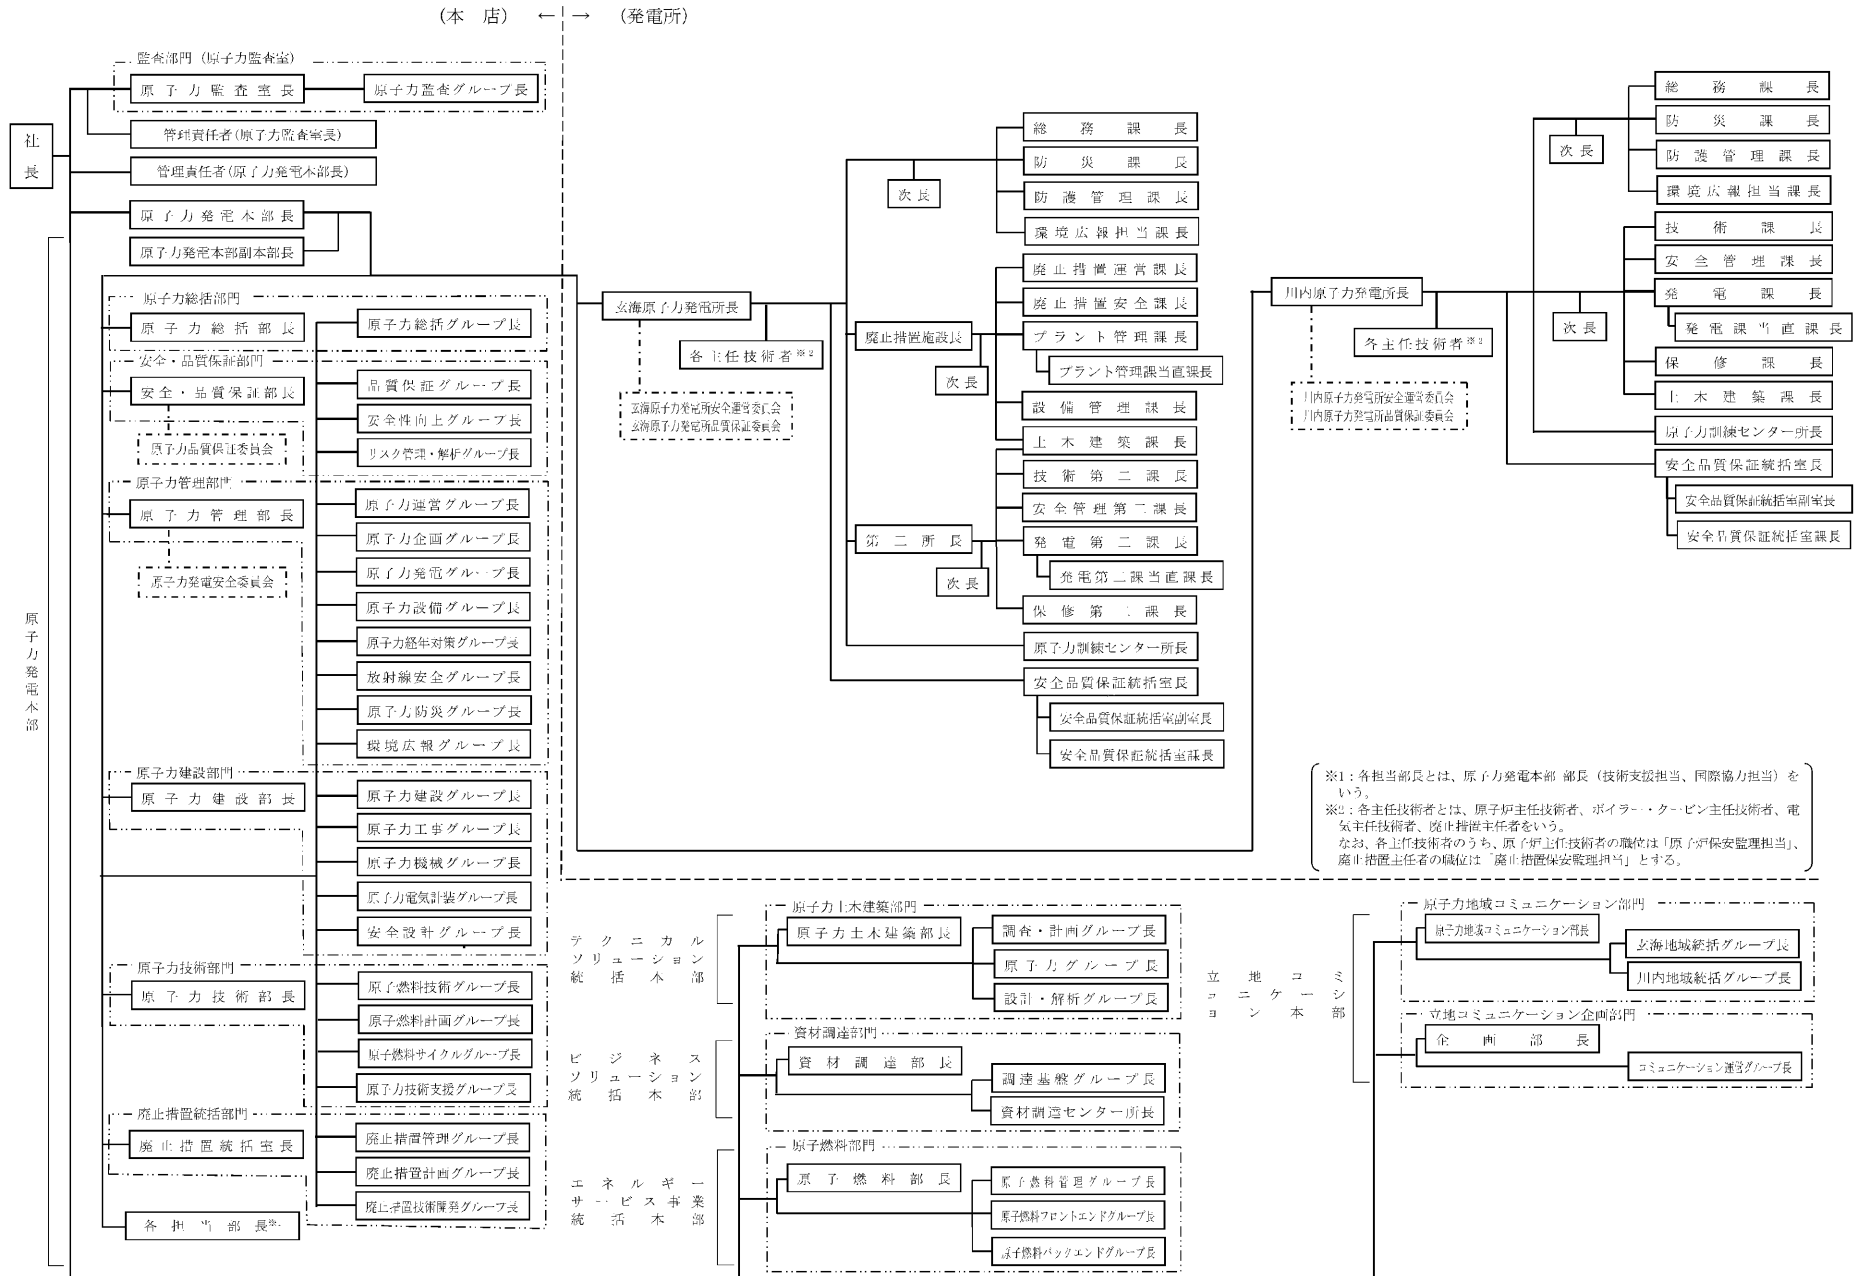 (本 店) ←
→ (発電所)
監査部門 (原子力監査室)
原子力監査室長
原子力監査グループ長
社長
管理責任者(原子力監査室長)
管理責任者(原子力発電本部長)
原子力発電本部長
原子力発電本部副本部長
原子力発電本部
原子力総括部門
原子力総括部長
原子力総括グループ長
安全・品質保証部門
安全・品質保証部長
原子力品質保証委員会
品質保証グループ長
安全性向上グループ長
リスク管理・解析グループ長
原子力管理部門
原子力管理部長
原子力発電安全委員会
原子力運営グループ長
原子力企画グループ長
原子力発電グループ長
原子力設備グループ長
原子力経年対策グループ長
放射線安全グループ長
原子力防災グループ長
環境広報グループ長
原子力建設部門
原子力建設部長
原子力建設グループ長
原子力工事グループ長
原子力機械グループ長
原子力電気計装グループ長
安全設計グループ長
原子力技術部門
原子力技術部長
原子燃料技術グループ長
原子燃料計画グループ長
原子燃料サイクルグループ長
原子力技術支援グループ長
廃止措置統括部門
廃止措置統括室長
廃止措置管理グループ長
廃止措置計画グループ長
廃止措置技術開発グループ長
各担当部長
玄海原子力発電所長
各主任技術者※2
玄海原子力発電所安全運営委員会
玄海原子力発電所品質保証委員会
次長
総務課長
防災課長
防護管理課長
環境広報担当課長
廃止措置施設長
次長
廃止措置運営課長
廃止措置安全課長
プラント管理課長
プラント管理課当直課長
設備管理課長
土木建築課長
第二所長
次長
技術第二課長
安全管理第二課長
発電第二課長
発電第二課当直課長
保修第二課長
原子力訓練センター所長
安全品質保証統括室長
安全品質保証統括室副室長
安全品質保証統括室課長
川内原子力発電所長
各主任技術者※2
川内原子力発電所安全運営委員会
川内原子力発電所品質保証委員会
次長
総務課長
防災課長
防護管理課長
環境広報担当課長
次長
技術課長
安全管理課長
発電課長
発電課当直課長
保修課長
土木建築課長
原子力訓練センター所長
安全品質保証統括室長
安全品質保証統括室副室長
安全品質保証統括室課長
※1:各担当部長とは、原子力発電本部 部長(技術支援担当、国際協力担当)を
いう。
※2:各主任技術者とは、原子炉主任技術者、ボイラー・タービン主任技術者、電
気主任技術者、廃止措置主任者をいう。
なお、各主任技術者のうち、原子炉主任技術者の職位は「原子炉保安監理担当」、
廃止措置主任者の職位は「廃止措置保安監理担当」とする。
テクニカル
ソリューション
統括本部
原子力土木建築部門
原子力土木建築部長
調査・計画グループ長
原子力グループ長
設計・解析グループ長
ビジネス
ソリューション
統括本部
資材調達部門
資材調達部長
調達基盤グループ長
資材調達センター所長
エネルギー
サービス事業
統括本部
原子燃料部門
原子燃料部長
原子燃料管理グループ長
原子燃料フロントエンドグループ長
原子燃料バックエンドグループ長
立地コミ
ュニケーシ
ョン本部
原子力地域コミュニケーション部門
原子力地域コミュニケーション部長
玄海地域統括グループ長
川内地域統括グループ長
立地コミュニケーション企画部門
企画部長
コミュニケーション運営グループ長